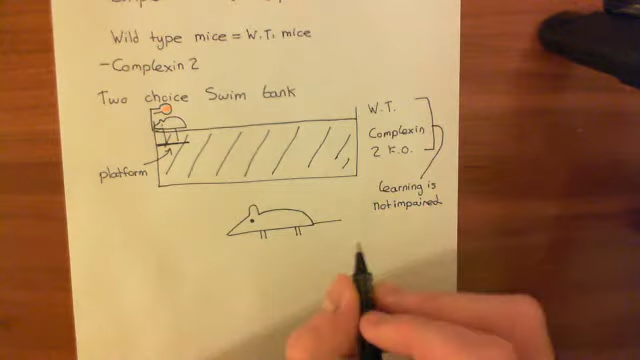 Wild type mice = W.T. mice
- Complexin 2
Two choice Swim tank
platform
W.T.
Complexin
2 K.O.
Learning is
not impaired